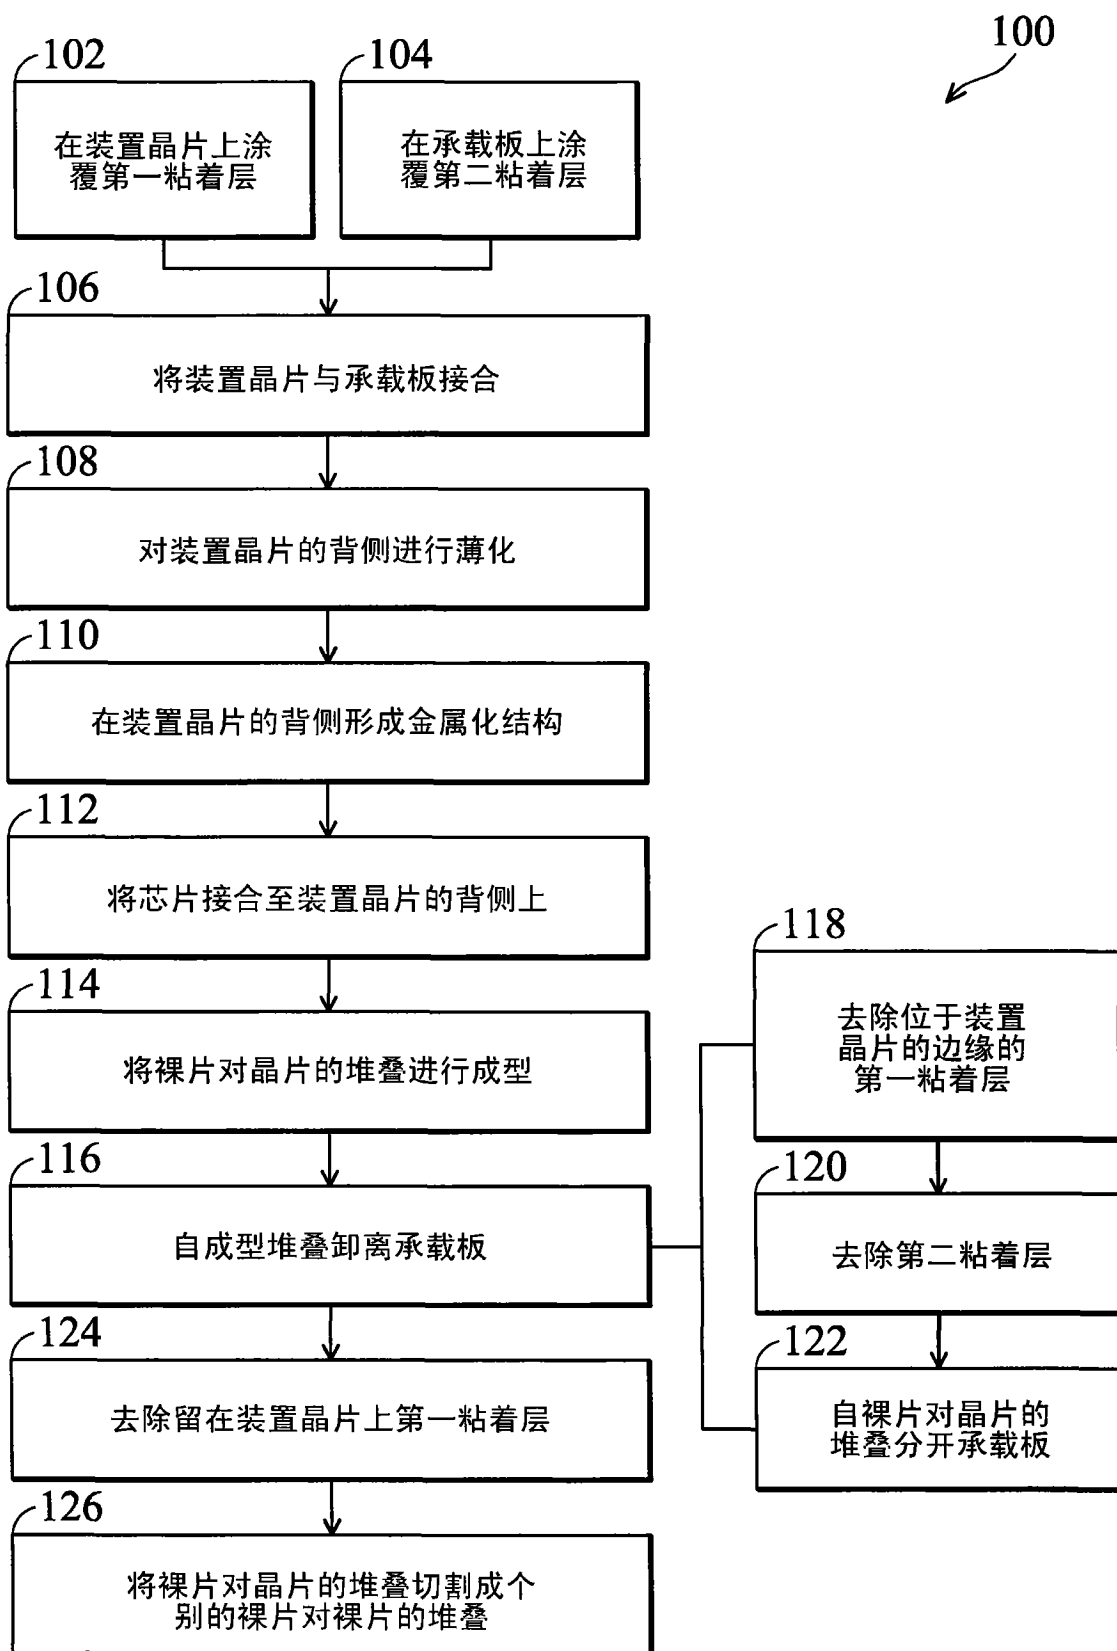 100
102
在装置晶片上涂
覆第一粘着层
104
在承载板上涂
覆第二粘着层
106
将装置晶片与承载板接合
108
对装置晶片的背侧进行薄化
110
在装置晶片的背侧形成金属化结构
112
将芯片接合至装置晶片的背侧上
114
将裸片对晶片的堆叠进行成型
116
自成型堆叠卸离承载板
118
去除位于装置
晶片的边缘的
第一粘着层
120
去除第二粘着层
122
自裸片对晶片的
堆叠分开承载板
124
去除留在装置晶片上第一粘着层
126
将裸片对晶片的堆叠切割成个
别的裸片对裸片的堆叠